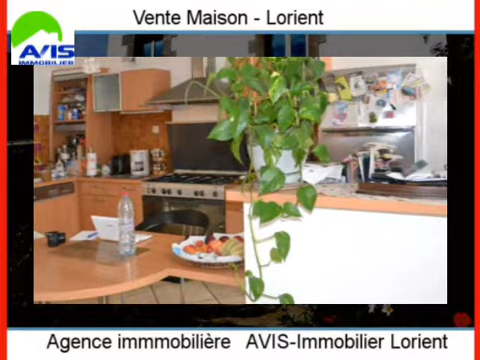 Vente Maison - Lorient
AVIS
IMMOBILIER
Agence immmobilière AVIS-Immobilier Lorient